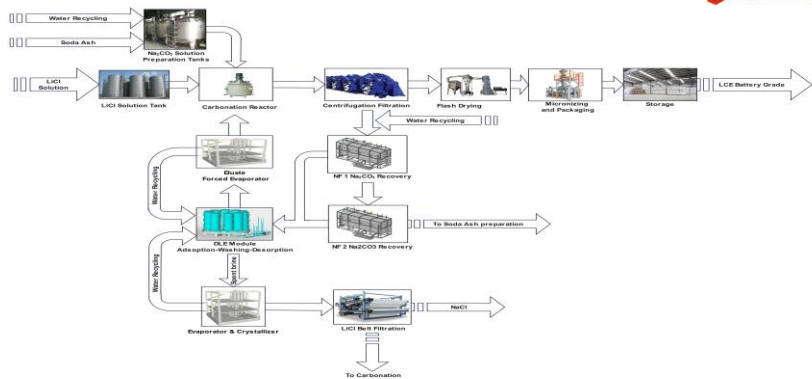 Water Recycling
Soda Ash
Na₂CO₃ Solution
Preparation Tanks
LiCl
Solution
LiCl Solution Tank
Carbonation Reactor
Centrifugation Filtration
Flash Drying
Micronizing
and Packaging
Storage
LCE Battery Grade
Water Recycling
Eluate
Forced Evaporator
NF 1 Na₂CO₃ Recovery
Water Recycling
DLE Module
Adsoption-Washing-Desorption
NF 2 Na2CO3 Recovery
To Soda Ash preparation
Spent brine
Water Recycling
Evaporator & Crystallizer
LiCl Belt Filtration
NaCl
To Carbonation